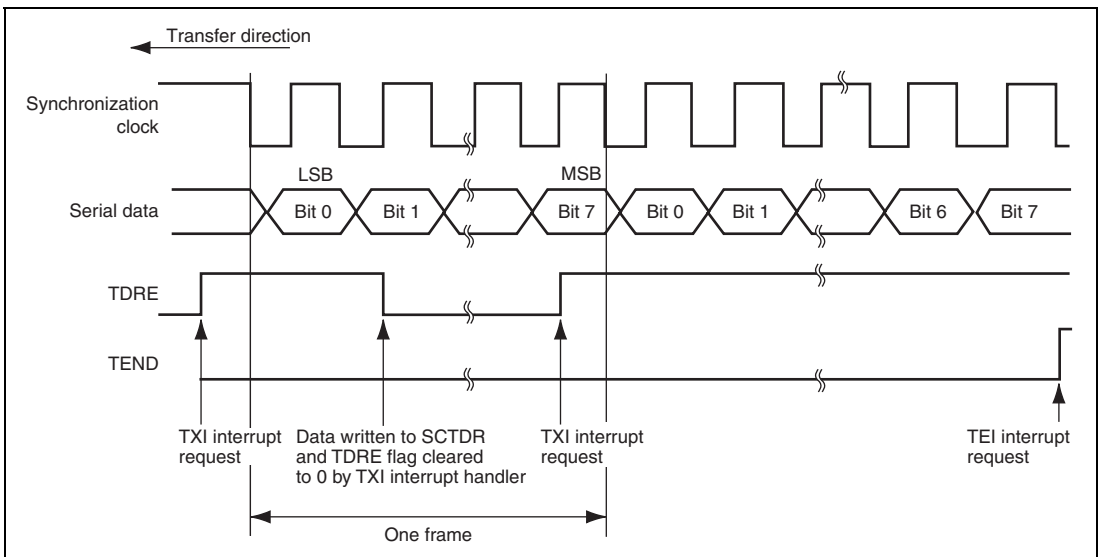 Transfer direction
Synchronization
clock
LSB
MSB
Serial data
Bit 0
Bit 1
Bit 7
Bit 0
Bit 1
Bit 6
Bit 7
TDRE
TEND
TXI interrupt
request
Data written to SCTDR
and TDRE flag cleared
to 0 by TXI interrupt handler
TXI interrupt
request
TEI interrupt
request
One frame